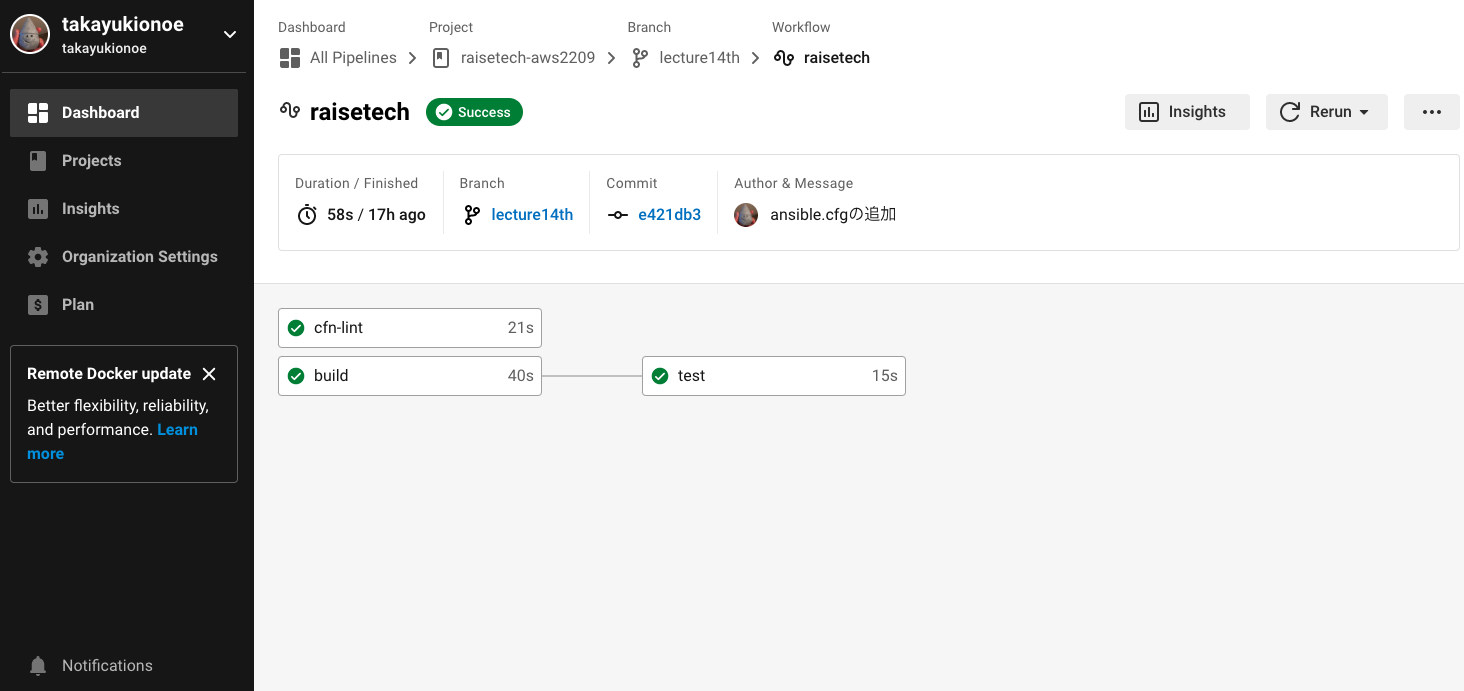 takayukionoe
takayukionoe
Dashboard
Projects
Insights
Organization Settings
Plan
Remote Docker update
Better flexibility, reliability,
and performance. Learn
more
Notifications
Dashboard Project Branch Workflow
All Pipelines raisetech-aws2209 lecture14th raisetech
raisetech Success Insights Rerun
Duration / Finished Branch Commit Author & Message
58s / 17h ago lecture14th e421db3 ansible.cfgの追加
cfn-lint 21s
build 40s test 15s